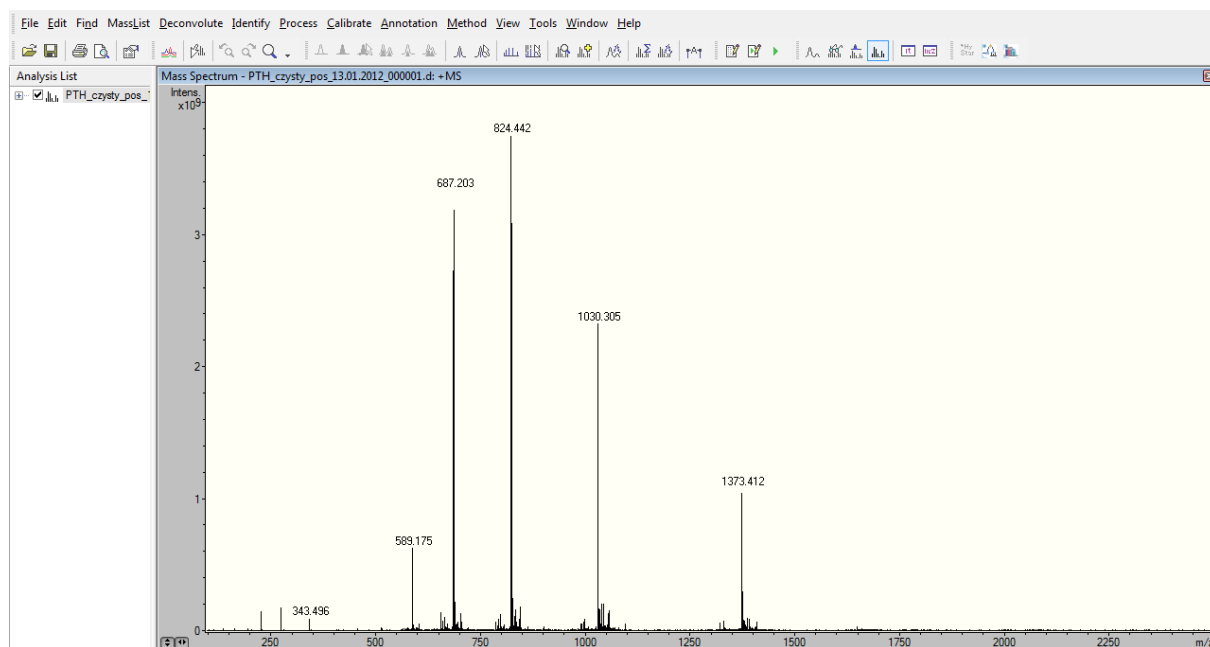 File Edit Find MassList Deconvolute Identify Process Calibrate Annotation Method View Tools Window Help
Analysis List
Mass Spectrum - PTH_czysty_pos_13.01.2012_000001.d: +MS
PTH_czysty_pos_1
Intens.
x10⁹
824.442
687.203
3
1030.305
2
1373.412
1
589.175
343.496
0
250 500 750 1000 1250 1500 1750 2000 2250 m/z